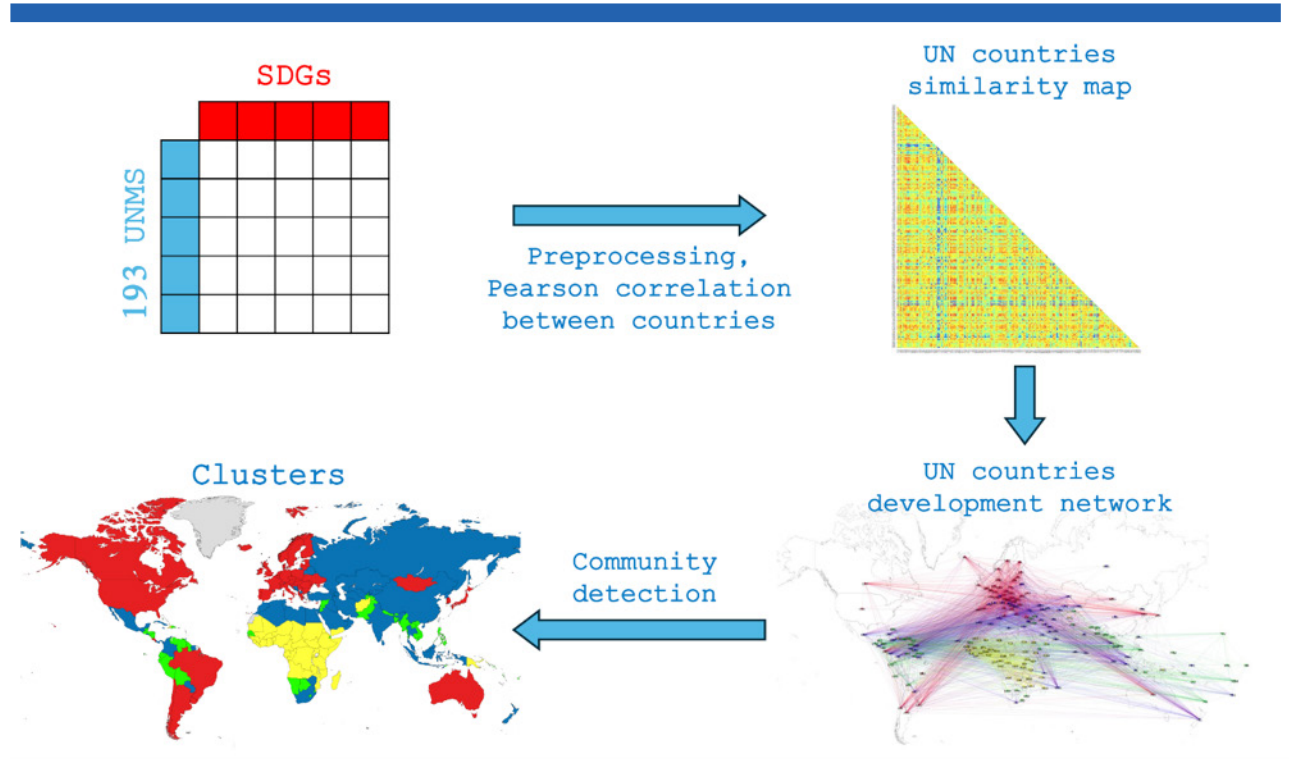 SDGs
193 UNMS
Preprocessing,
Pearson correlation
between countries
UN countries
similarity map
UN countries
development network
Community
detection
Clusters